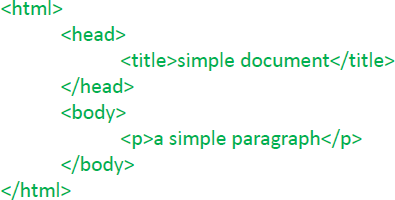 <html>
<head>
<title>simple document</title>
</head>
<body>
<p>a simple paragraph</p>
</body>
</html>